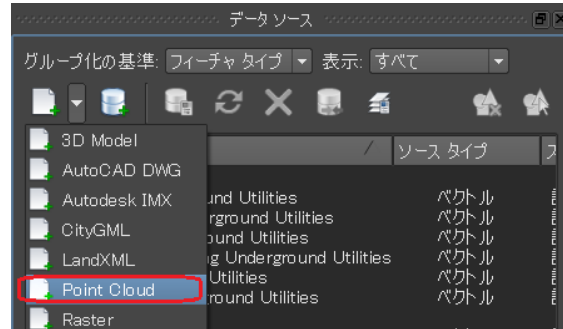 データ ソース
グループ化の基準: フィーチャ タイプ 表示: すべて
ソース タイプ
3D Model
AutoCAD DWG
Autodesk IMX
CityGML
LandXML
Point Cloud
Raster
und Utilities ベクトル
rground Utilities ベクトル
ound Utilities ベクトル
g Underground Utilities ベクトル
Utilities ベクトル
round Utilities ベクトル